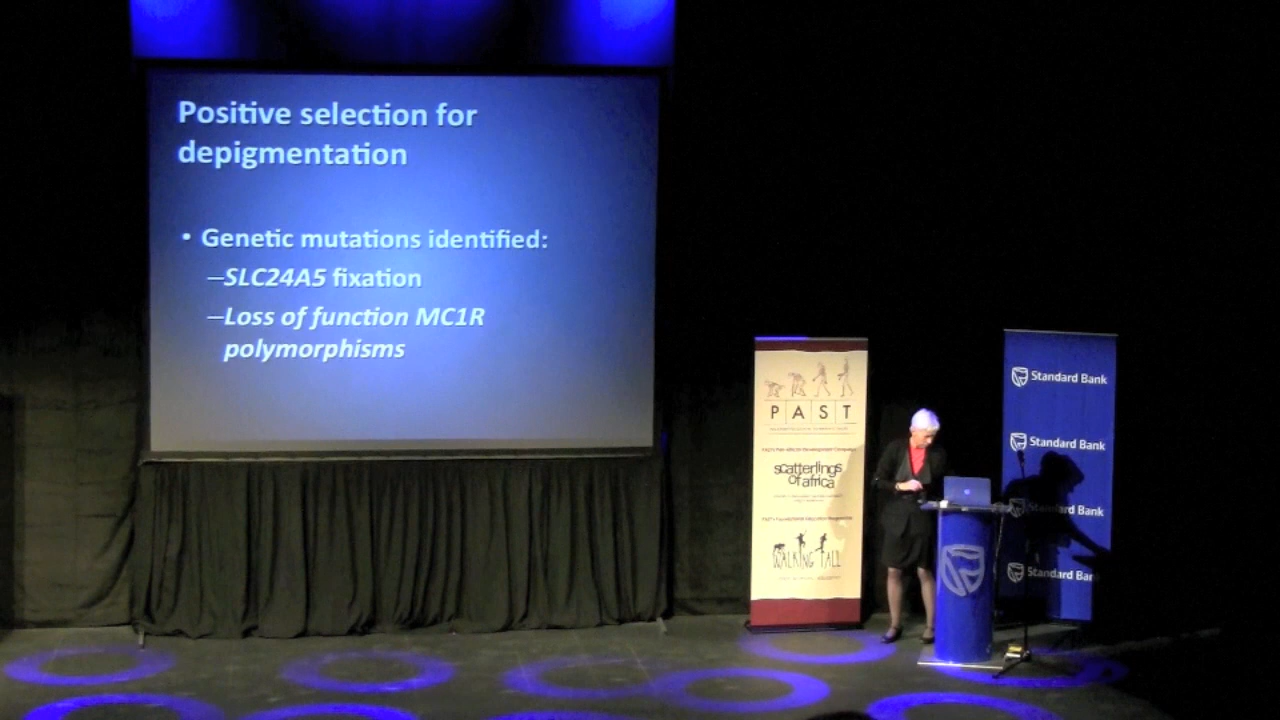 Positive selection for
depigmentation
• Genetic mutations identified:
–SLC24A5 fixation
–Loss of function MC1R
polymorphisms
PAST
scatterlings
of africa
WALKING TALL
Standard Bank
Standard Bank
Standard Bank
Standard Bank